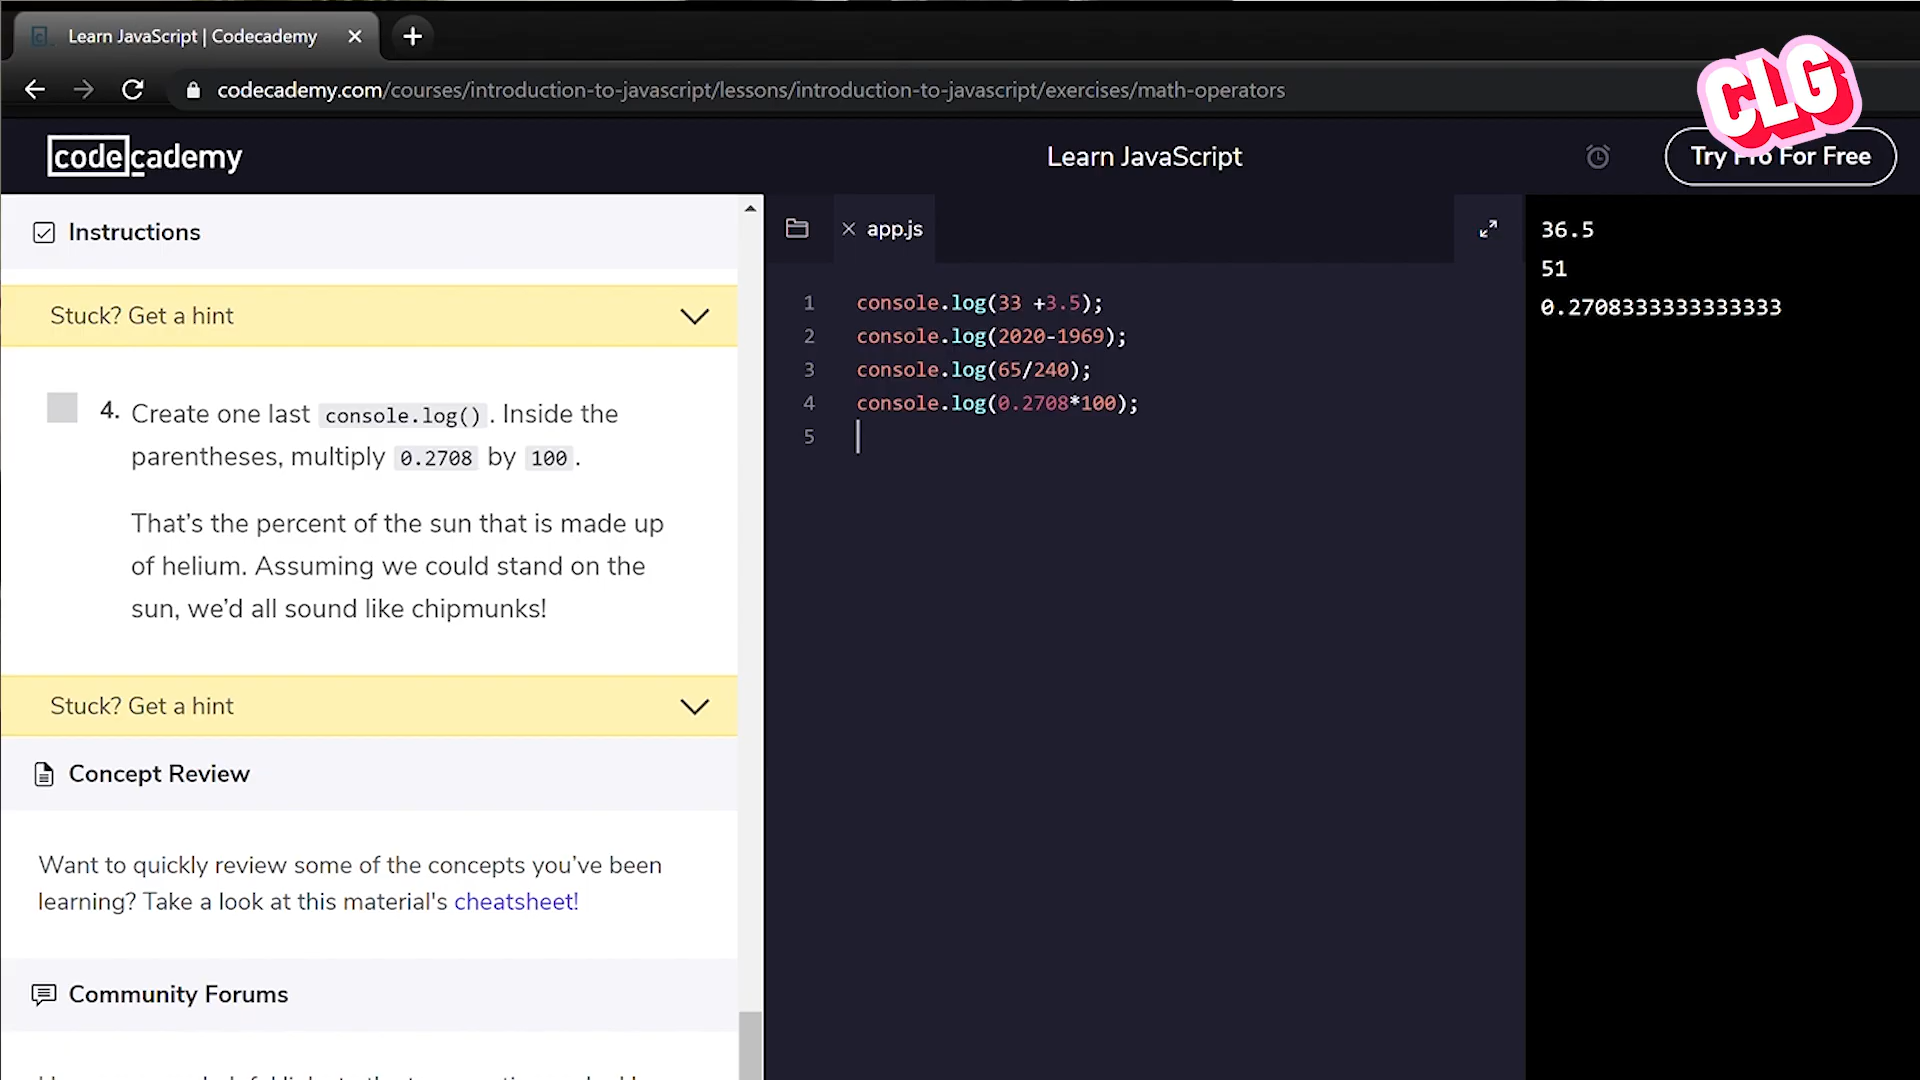 Learn JavaScript | Codecademy
codecademy.com/courses/introduction-to-javascript/lessons/introduction-to-javascript/exercises/math-operators
CLG
codecademy
Learn JavaScript
Try Pro For Free
Instructions
Stuck? Get a hint
4. Create one last console.log(). Inside the
parentheses, multiply 0.2708 by 100.
That’s the percent of the sun that is made up
of helium. Assuming we could stand on the
sun, we’d all sound like chipmunks!
Stuck? Get a hint
Concept Review
Want to quickly review some of the concepts you’ve been
learning? Take a look at this material's cheatsheet!
Community Forums
app.js
1 console.log(33 +3.5);
2 console.log(2020-1969);
3 console.log(65/240);
4 console.log(0.2708*100);
5
36.5
51
0.2708333333333333